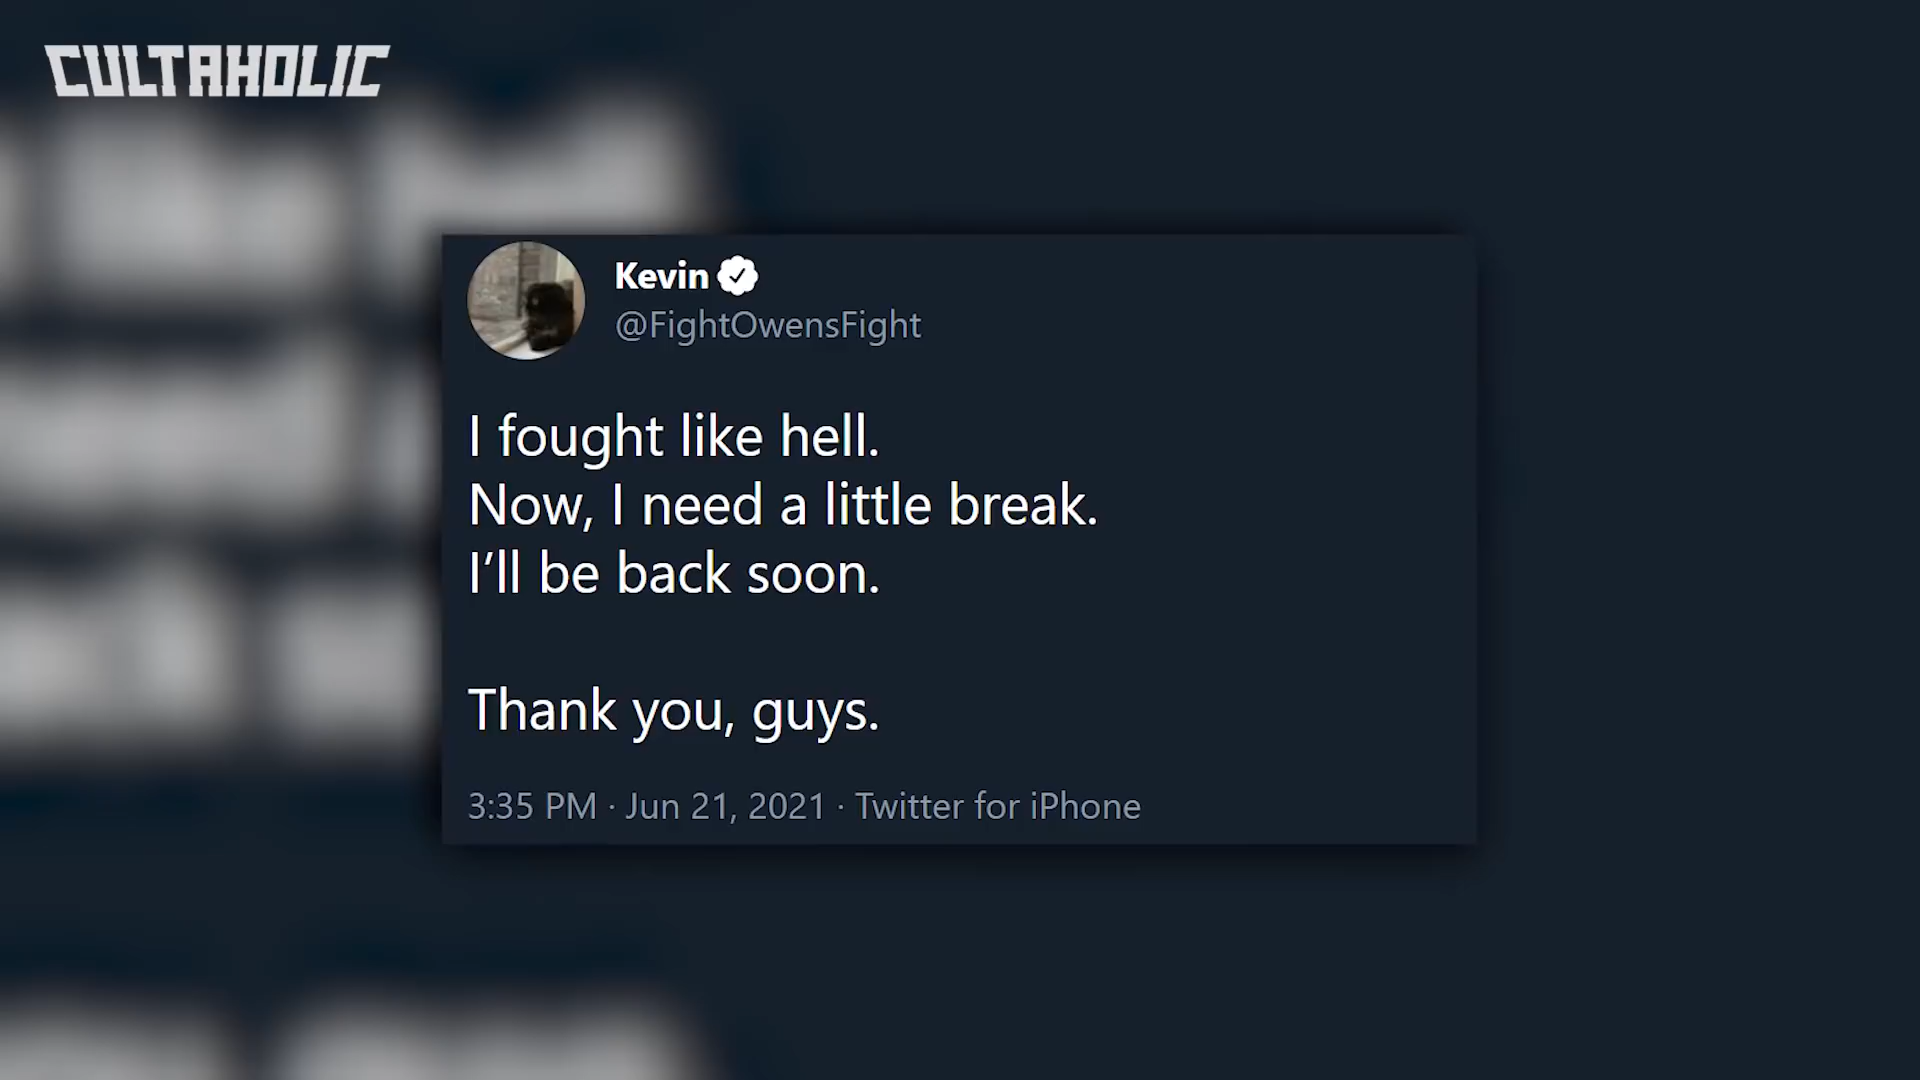 CULTAHOLIC
Kevin
@FightOwensFight
I fought like hell.
Now, I need a little break.
I’ll be back soon.
Thank you, guys.
3:35 PM · Jun 21, 2021 · Twitter for iPhone